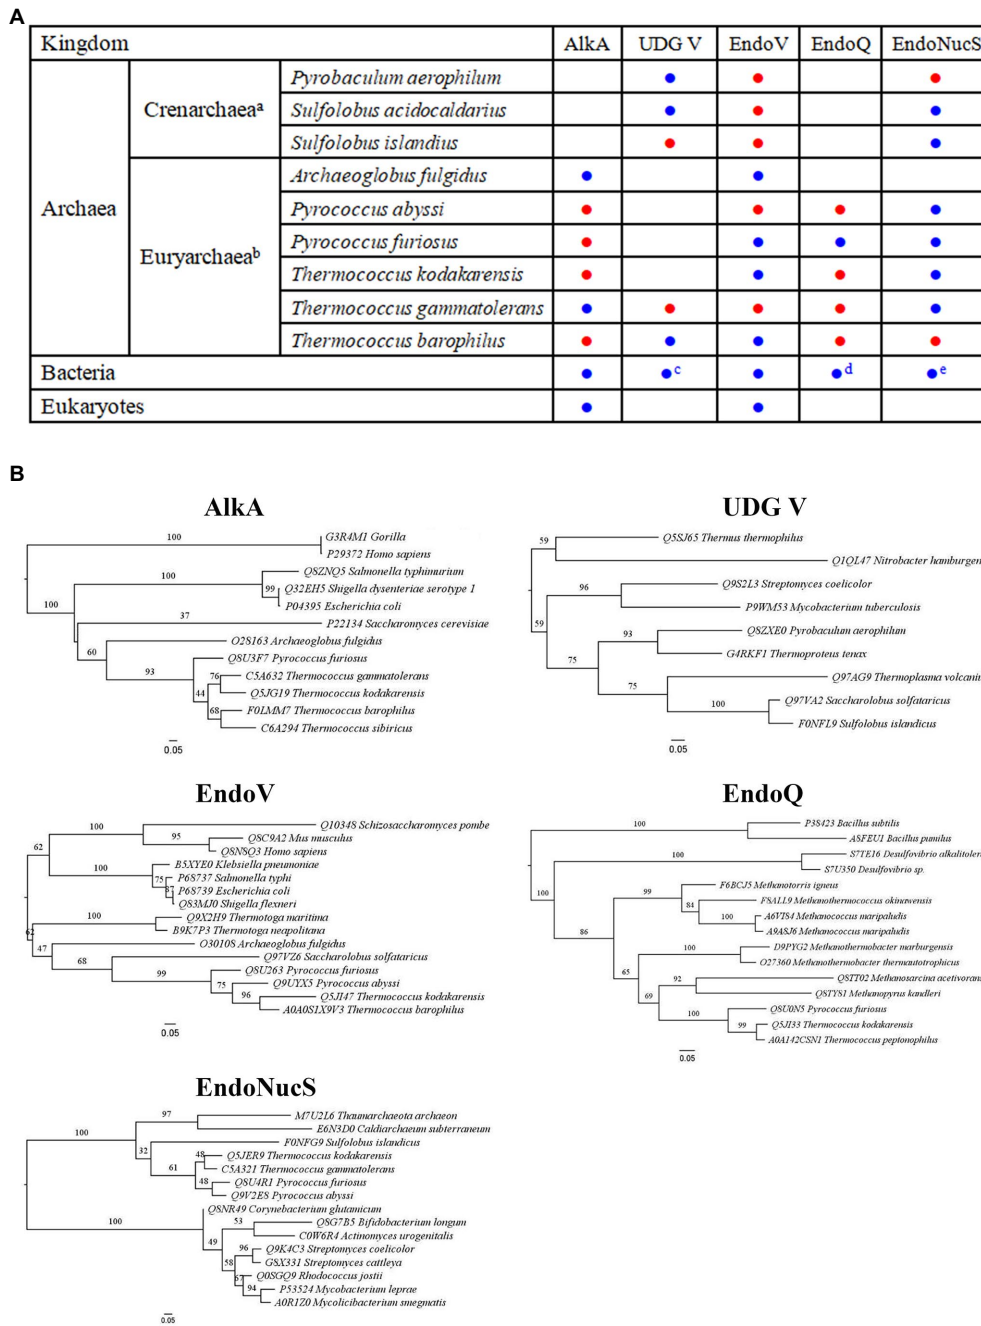 A
Kingdom AlkA UDG V EndoV EndoQ EndoNucS
Archaea
Crenarchaeaᵃ
Pyrobaculum aerophilum
Sulfolobus acidocaldarius
Sulfolobus islandius
Euryarchaeaᵇ
Archaeoglobus fulgidus
Pyrococcus abyssi
Pyrococcus furiosus
Thermococcus kodakarensis
Thermococcus gammatolerans
Thermococcus barophilus
Bacteria c d e
Eukaryotes
B
AlkA
100
G3R4M1 Gorilla
P29372 Homo sapiens
100
100
Q8ZNQ5 Salmonella typhimurium
99
Q32EH5 Shigella dysenteriae serotype 1
P04395 Escherichia coli
37
P22134 Saccharomyces cerevisiae
60
O28163 Archaeoglobus fulgidus
93
Q8U3F7 Pyrococcus furiosus
76
C5A632 Thermococcus gammatolerans
44
Q5JG19 Thermococcus kodakarensis
68
F0LMM7 Thermococcus barophilus
C6A294 Thermococcus sibiricus
0.05
UDG V
59
Q5SJ65 Thermus thermophilus
Q1QL47 Nitrobacter hamburgen
59
96
Q9S2L3 Streptomyces coelicolor
P9WM53 Mycobacterium tuberculosis
75
93
Q8ZXE0 Pyrobaculum aerophilum
G4RKF1 Thermoproteus tenax
75
Q97AG9 Thermoplasma volcaniu
100
Q97VA2 Saccharolobus solfataricus
F0NFL9 Sulfolobus islandicus
0.05
EndoV
62
100
Q10348 Schizosaccharomyces pombe
95
Q8C9A2 Mus musculus
Q8N8Q3 Homo sapiens
100
B5XYE0 Klebsiella pneumoniae
75
P68737 Salmonella typhi
87
P68739 Escherichia coli
Q83MJ0 Shigella flexneri
62
100
Q9X2H9 Thermotoga maritima
B9K7P3 Thermotoga neapolitana
47
O30108 Archaeoglobus fulgidus
68
Q97VZ6 Saccharolobus solfataricus
99
Q8U263 Pyrococcus furiosus
75
Q9UYX5 Pyrococcus abyssi
96
Q5JI47 Thermococcus kodakarensis
A0A0S1X9V3 Thermococcus barophilus
0.05
EndoQ
100
P38423 Bacillus subtilis
A8FEU1 Bacillus pumilus
100
100
S7TE16 Desulfovibrio alkalitoler
S7U350 Desulfovibrio sp.
86
99
F6BCJ5 Methanotorris igneus
84
F8ALL9 Methanothermococcus okinawensis
100
A6VI84 Methanococcus maripaludis
A9A8J6 Methanococcus maripaludis
65
100
D9PYG2 Methanothermobacter marburgensis
O27360 Methanothermobacter thermautotrophicus
69
92
Q8TT02 Methanosarcina acetivorans
Q8TY81 Methanopyrus kandleri
100
Q8U0N5 Pyrococcus furiosus
99
Q5JI33 Thermococcus kodakarensis
A0A142CSN1 Thermococcus peptonophilus
0.05
EndoNucS
100
97
M7U2L6 Thaumarchaeota archaeon
E6N3D0 Caldiarchaeum subterraneum
32
F0NFG9 Sulfolobus islandicus
61
48
Q5JER9 Thermococcus kodakarensis
C5A321 Thermococcus gammatolerans
48
Q8U4R1 Pyrococcus furiosus
Q9V2E8 Pyrococcus abyssi
100
Q8NR49 Corynebacterium glutamicum
49
53
Q8G7B5 Bifidobacterium longum
C0W6R4 Actinomyces urogenitalis
58
96
Q9K4C3 Streptomyces coelicolor
G8X331 Streptomyces cattleya
67
Q0SGQ9 Rhodococcus jostii
94
P53524 Mycobacterium leprae
A0R1Z0 Mycolicibacterium smegmatis
0.05